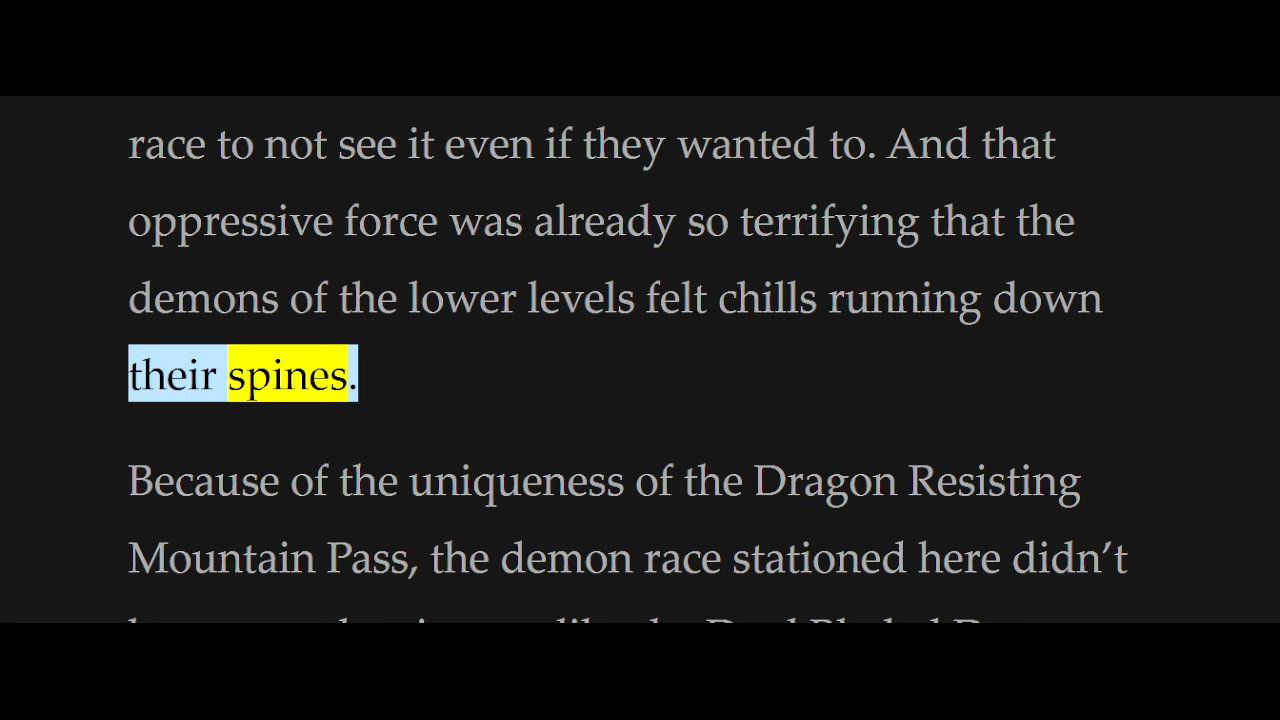 race to not see it even if they wanted to. And that
oppressive force was already so terrifying that the
demons of the lower levels felt chills running down
their spines.
Because of the uniqueness of the Dragon Resisting
Mountain Pass, the demon race stationed here didn’t